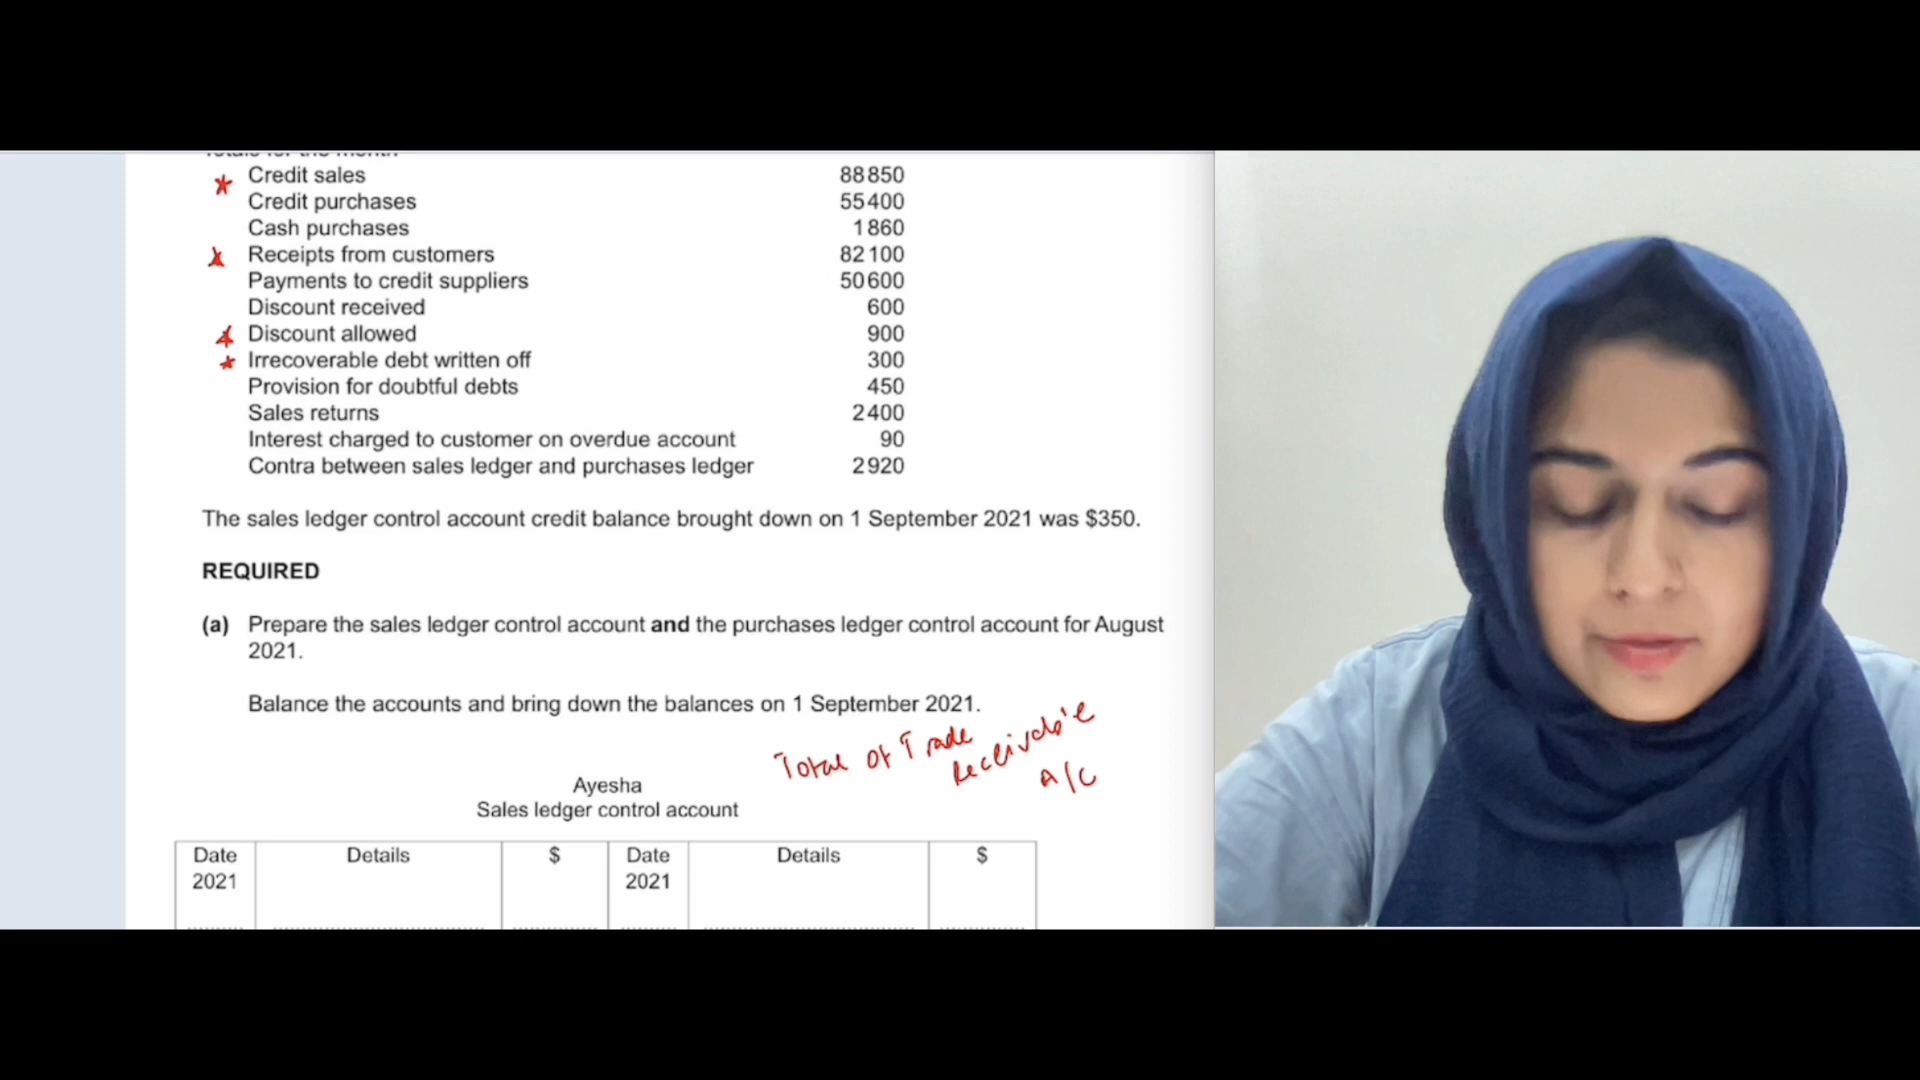 Credit sales 88850
Credit purchases 55400
Cash purchases 1860
Receipts from customers 82100
Payments to credit suppliers 50600
Discount received 600
Discount allowed 900
Irrecoverable debt written off 300
Provision for doubtful debts 450
Sales returns 2400
Interest charged to customer on overdue account 90
Contra between sales ledger and purchases ledger 2920
The sales ledger control account credit balance brought down on 1 September 2021 was $350.
REQUIRED
(a) Prepare the sales ledger control account and the purchases ledger control account for August
2021.
Balance the accounts and bring down the balances on 1 September 2021.
Total of Trade
A/C
Ayesha
Sales ledger control account
Date Details $ Date Details $
2021 2021